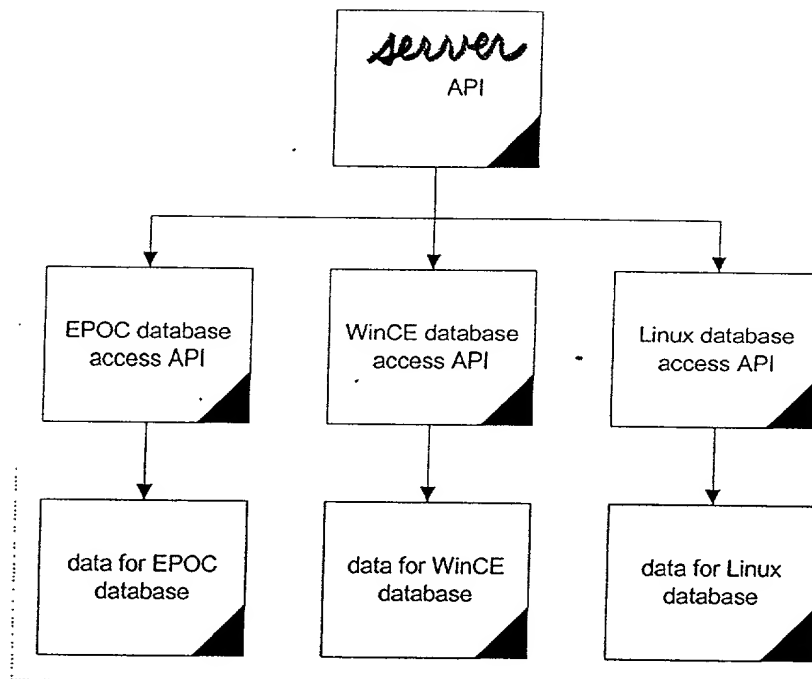 server
API
EPOC database
access API
WinCE database
access API
Linux database
access API
data for EPOC
database
data for WinCE
database
data for Linux
database